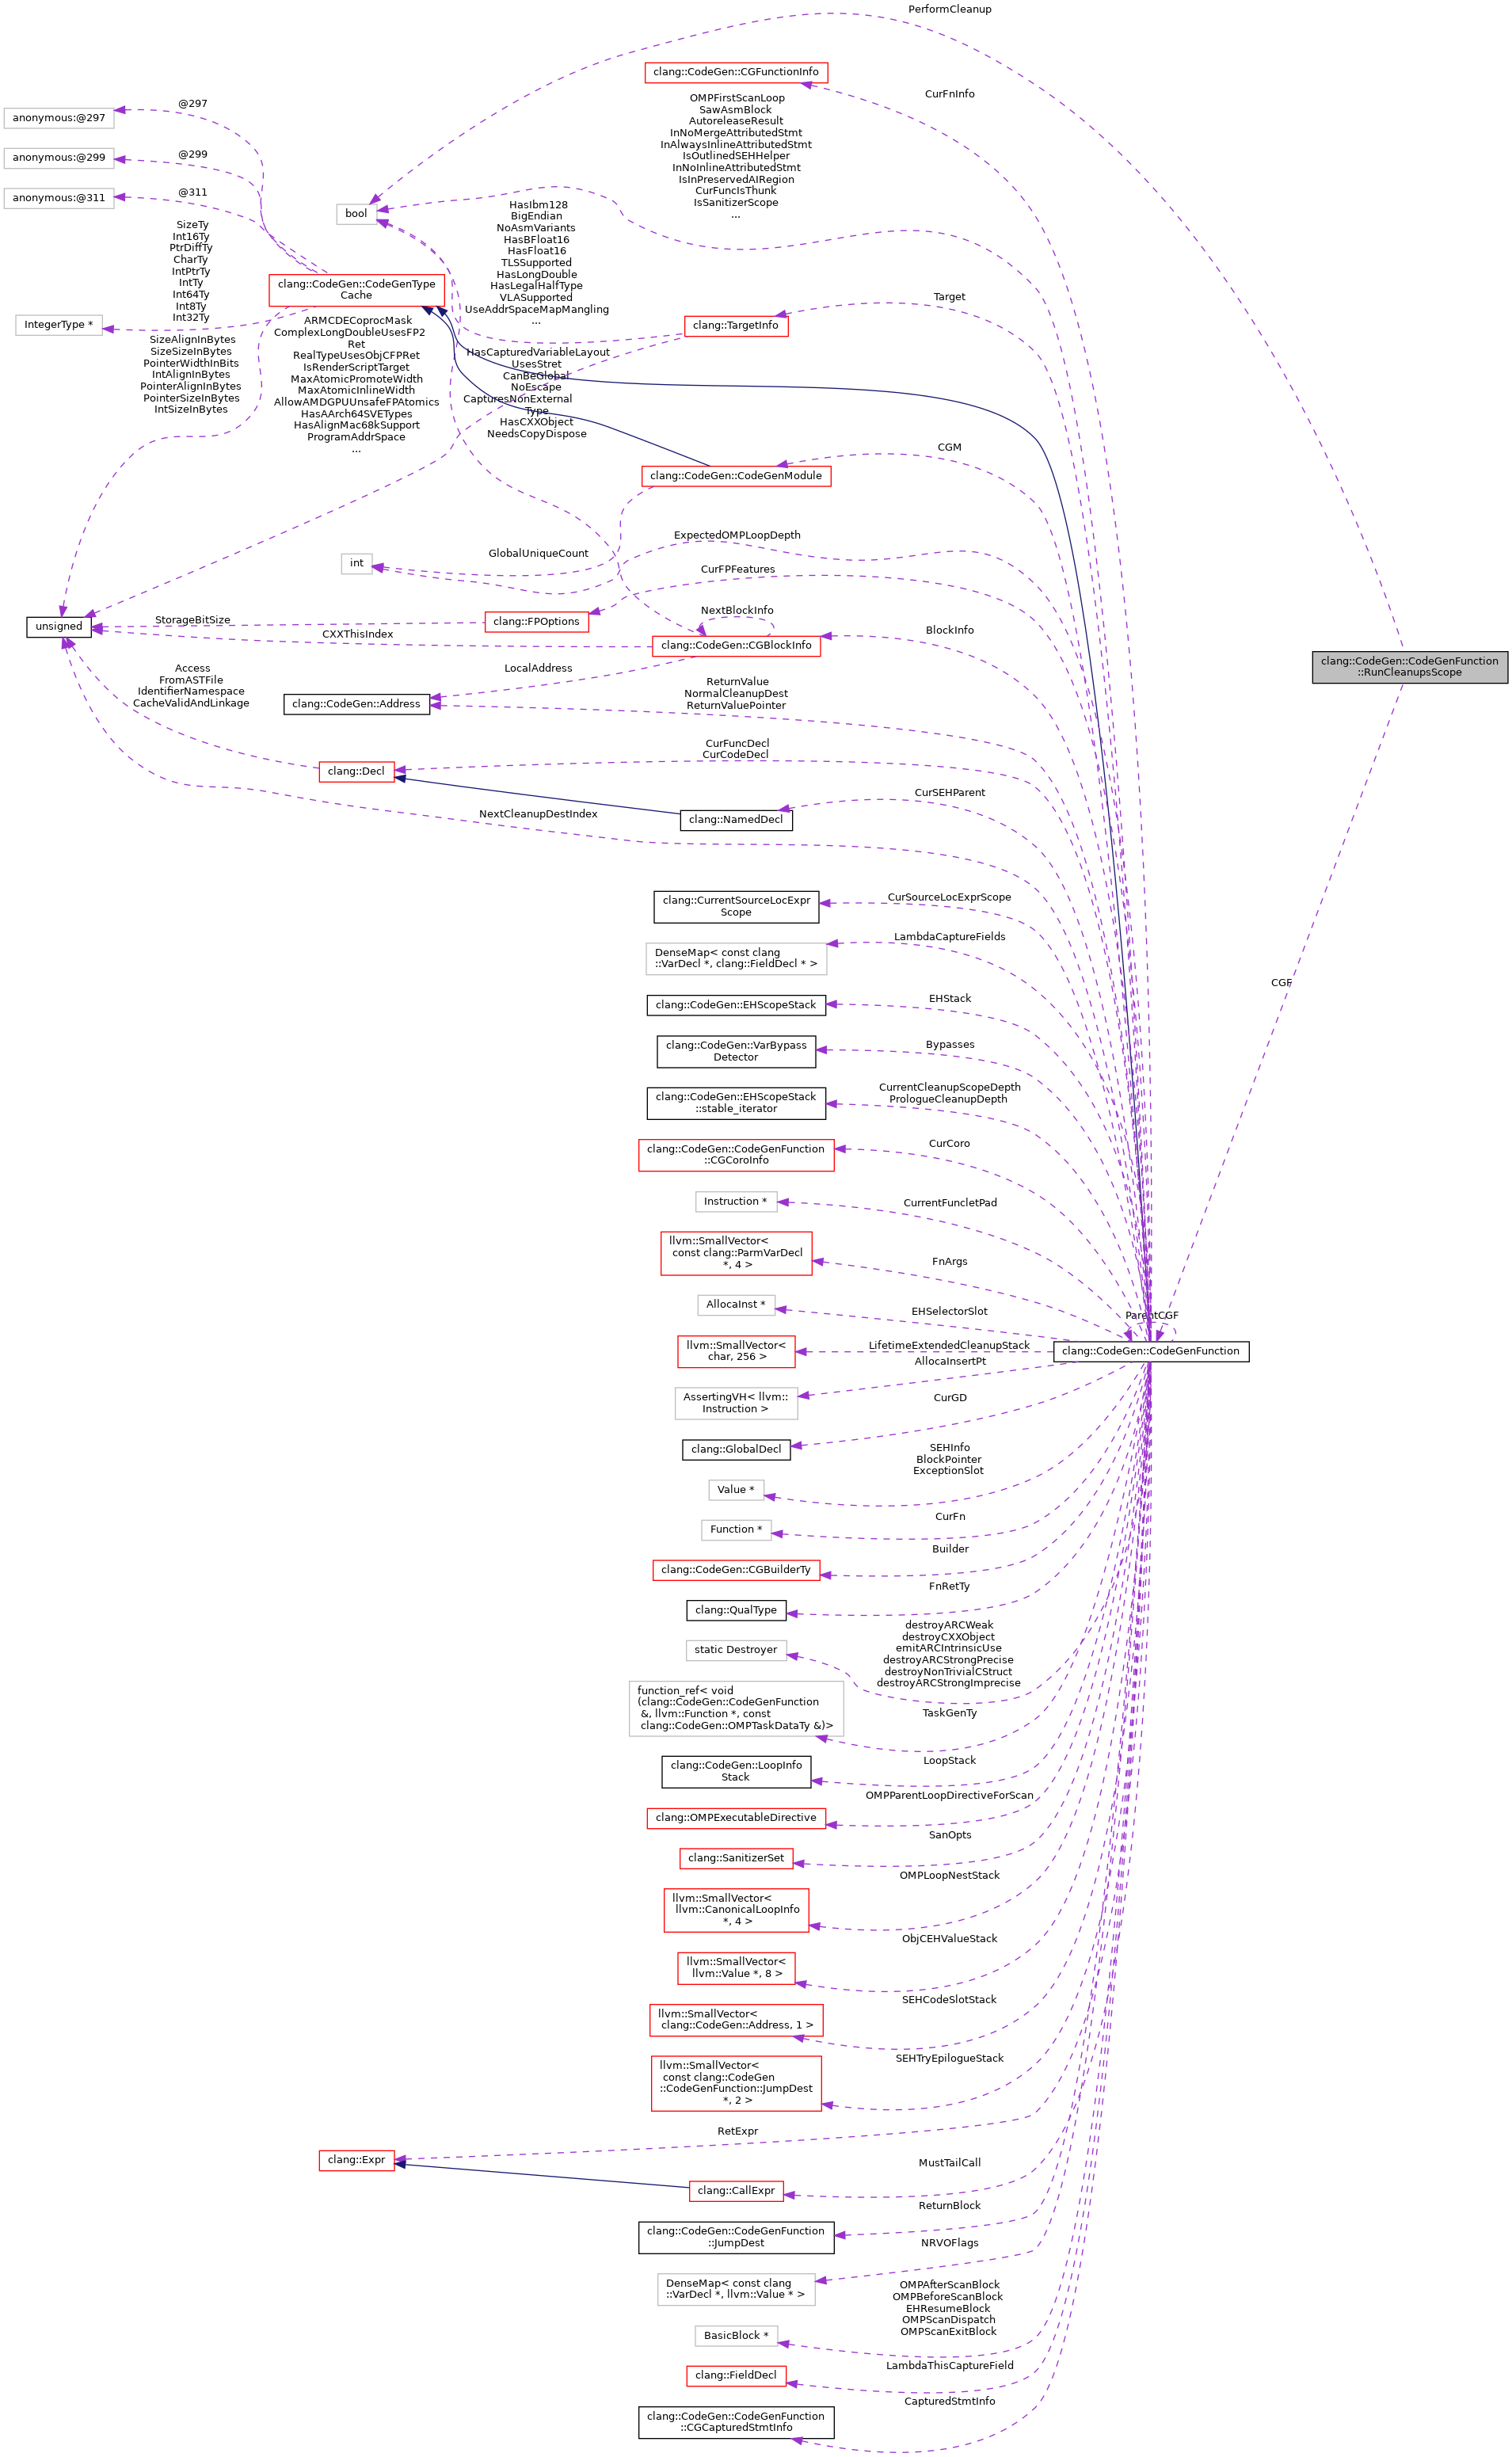 PerformCleanup
clang::CodeGen::CGFunctionInfo
CurFnInfo
OMPFirstScanLoop
SawAsmBlock
AutoreleaseResult
InNoMergeAttributedStmt
InAlwaysInlineAttributedStmt
IsOutlinedSEHHelper
InNoInlineAttributedStmt
IsInPreservedAIRegion
CurFuncIsThunk
IsSanitizerScope
...
@297
anonymous:@297
@299
anonymous:@299
@311
anonymous:@311
bool
HasIbm128
BigEndian
NoAsmVariants
HasBFloat16
HasFloat16
TLSSupported
HasLongDouble
HasLegalHalfType
VLASupported
UseAddrSpaceMapMangling
...
SizeTy
Int16Ty
PtrDiffTy
CharTy
IntPtrTy
IntTy
Int64Ty
Int8Ty
Int32Ty
clang::CodeGen::CodeGenType
Cache
IntegerType *
Target
clang::TargetInfo
ARMCDECoprocMask
ComplexLongDoubleUsesFP2
Ret
RealTypeUsesObjCFPRet
IsRenderScriptTarget
MaxAtomicPromoteWidth
MaxAtomicInlineWidth
AllowAMDGPUUnsafeFPAtomics
HasAArch64SVETypes
HasAlignMac68kSupport
ProgramAddrSpace
...
SizeAlignInBytes
SizeSizeInBytes
PointerWidthInBits
IntAlignInBytes
PointerAlignInBytes
PointerSizeInBytes
IntSizeInBytes
HasCapturedVariableLayout
UsesStret
CanBeGlobal
NoEscape
CapturesNonExternal
Type
HasCXXObject
NeedsCopyDispose
CGM
clang::CodeGen::CodeGenModule
ExpectedOMPLoopDepth
GlobalUniqueCount
int
CurFPFeatures
NextBlockInfo
StorageBitSize
clang::FPOptions
unsigned
CXXThisIndex
clang::CodeGen::CGBlockInfo
BlockInfo
clang::CodeGen::CodeGenFunction
::RunCleanupsScope
Access
FromASTFile
IdentifierNamespace
CacheValidAndLinkage
LocalAddress
clang::CodeGen::Address
ReturnValue
NormalCleanupDest
ReturnValuePointer
CurFuncDecl
CurCodeDecl
clang::Decl
CurSEHParent
NextCleanupDestIndex
clang::NamedDecl
clang::CurrentSourceLocExpr
Scope
CurSourceLocExprScope
DenseMap< const clang
::VarDecl *, clang::FieldDecl * >
LambdaCaptureFields
CGF
clang::CodeGen::EHScopeStack
EHStack
clang::CodeGen::VarBypass
Detector
Bypasses
clang::CodeGen::EHScopeStack
::stable_iterator
CurrentCleanupScopeDepth
PrologueCleanupDepth
clang::CodeGen::CodeGenFunction
::CGCoroInfo
CurCoro
Instruction *
CurrentFuncletPad
llvm::SmallVector<
const clang::ParmVarDecl
*, 4 >
FnArgs
AllocaInst *
EHSelectorSlot
ParentCGF
clang::CodeGen::CodeGenFunction
llvm::SmallVector<
char, 256 >
LifetimeExtendedCleanupStack
AllocaInsertPt
AssertingVH< llvm::
Instruction >
CurGD
clang::GlobalDecl
SEHInfo
BlockPointer
ExceptionSlot
Value *
CurFn
Function *
Builder
clang::CodeGen::CGBuilderTy
FnRetTy
clang::QualType
destroyARCWeak
destroyCXXObject
emitARCIntrinsicUse
destroyARCStrongPrecise
destroyNonTrivialCStruct
destroyARCStrongImprecise
static Destroyer
function_ref< void
(clang::CodeGen::CodeGenFunction
&, llvm::Function *, const
clang::CodeGen::OMPTaskDataTy &)>
TaskGenTy
clang::CodeGen::LoopInfo
Stack
LoopStack
OMPParentLoopDirectiveForScan
clang::OMPExecutableDirective
SanOpts
clang::SanitizerSet
OMPLoopNestStack
llvm::SmallVector<
llvm::CanonicalLoopInfo
*, 4 >
ObjCEHValueStack
llvm::SmallVector<
llvm::Value *, 8 >
SEHCodeSlotStack
llvm::SmallVector<
clang::CodeGen::Address, 1 >
SEHTryEpilogueStack
llvm::SmallVector<
const clang::CodeGen
::CodeGenFunction::JumpDest
*, 2 >
RetExpr
clang::Expr
MustTailCall
clang::CallExpr
ReturnBlock
clang::CodeGen::CodeGenFunction
::JumpDest
NRVOFlags
DenseMap< const clang
::VarDecl *, llvm::Value * >
OMPAfterScanBlock
OMPBeforeScanBlock
EHResumeBlock
OMPScanDispatch
OMPScanExitBlock
BasicBlock *
LambdaThisCaptureField
clang::FieldDecl
CapturedStmtInfo
clang::CodeGen::CodeGenFunction
::CGCapturedStmtInfo